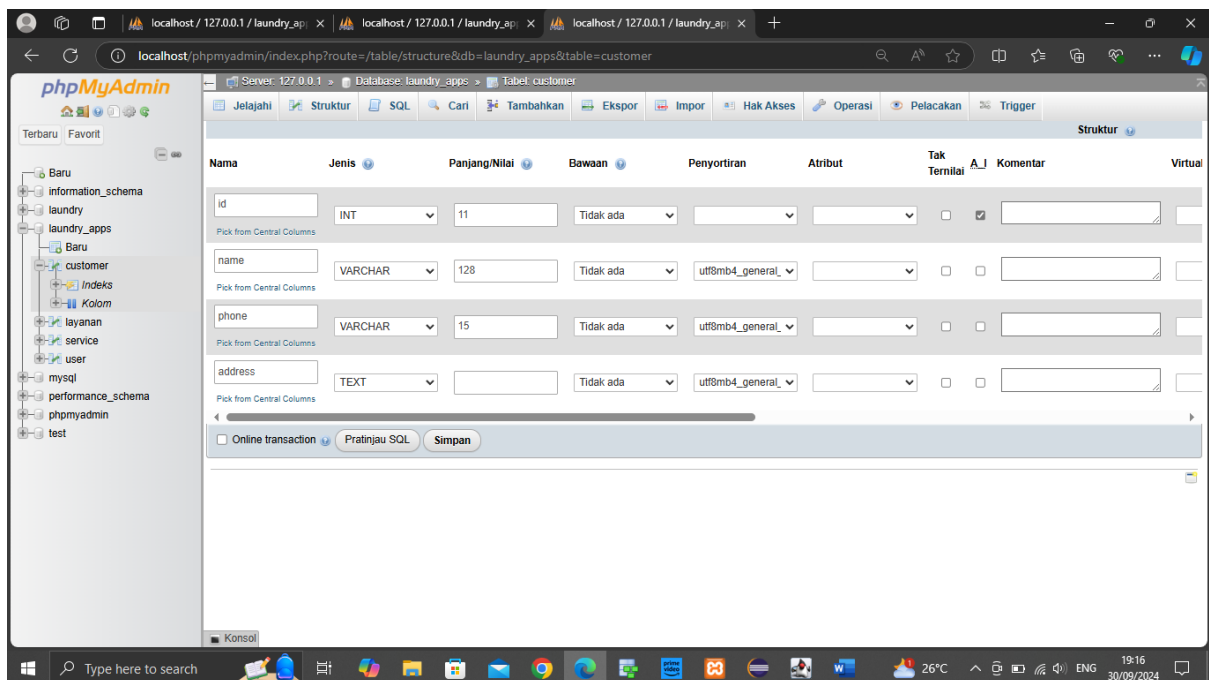 localhost / 127.0.0.1 / laundry_ap
localhost / 127.0.0.1 / laundry_ap
localhost / 127.0.0.1 / laundry_ap
localhost/phpmyadmin/index.php?route=/table/structure&db=laundry_apps&table=customer
phpMyAdmin
Terbaru Favorit
Baru
information_schema
laundry
laundry_apps
Baru
customer
Indeks
Kolom
layanan
service
user
mysql
performance_schema
phpmyadmin
test
Server: 127.0.0.1 » Database: laundry_apps » Tabel: customer
Jelajahi Struktur SQL Cari Tambahkan Ekspor Impor Hak Akses Operasi Pelacakan Trigger
Struktur
Nama Jenis Panjang/Nilai Bawaan Penyortiran Atribut Tak Ternilai A_I Komentar Virtual
id INT 11 Tidak ada
Pick from Central Columns
name VARCHAR 128 Tidak ada utf8mb4_general_
Pick from Central Columns
phone VARCHAR 15 Tidak ada utf8mb4_general_
Pick from Central Columns
address TEXT Tidak ada utf8mb4_general_
Pick from Central Columns
Online transaction Pratinjau SQL Simpan
Konsol
Type here to search
prime video
26°C
ENG
19:16
30/09/2024